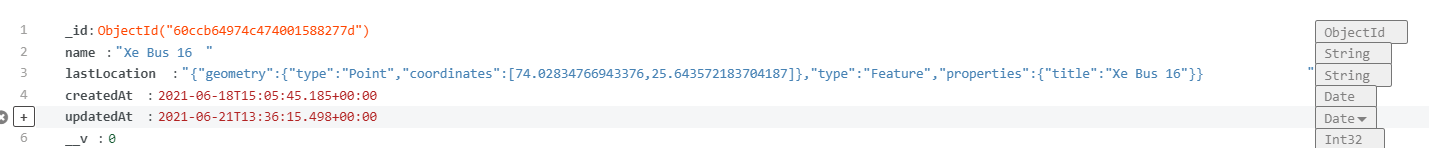 1 _id: ObjectId("60ccb64974c474001588277d") ObjectId
2 name : "Xe Bus 16 " String
3 lastLocation : "{"geometry":{"type":"Point","coordinates":[74.02834766943376,25.643572183704187]},"type":"Feature","properties":{"title":"Xe Bus 16"}} " String
4 createdAt : 2021-06-18T15:05:45.185+00:00 Date
+ updatedAt : 2021-06-21T13:36:15.498+00:00 Date
6 __v : 0 Int32